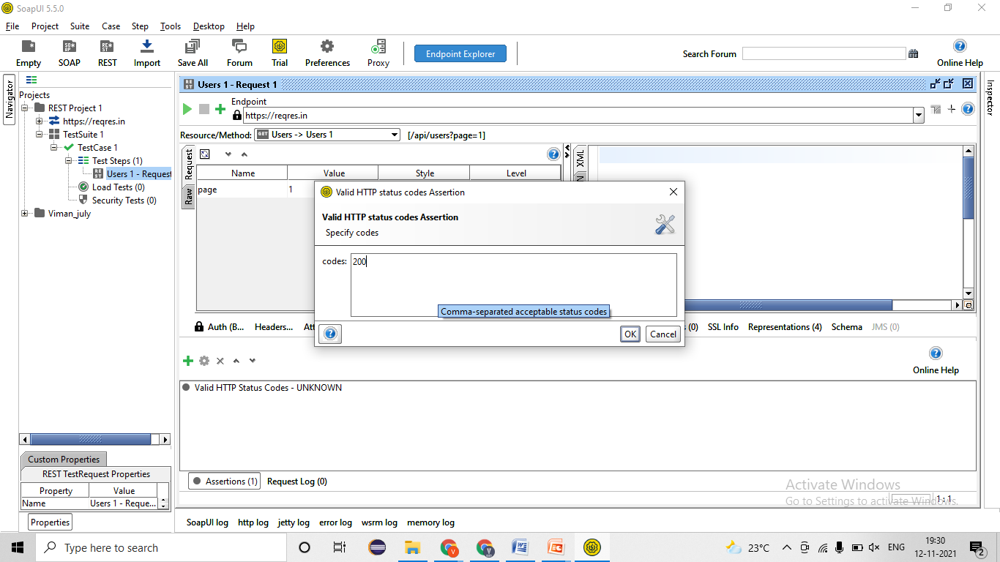 SoapUI 5.5.0
File Project Suite Case Step Tools Desktop Help
Empty SOAP REST Import Save All Forum Trial Preferences Proxy Endpoint Explorer Search Forum Online Help
Navigator
Projects
REST Project 1
https://reqres.in
TestSuite 1
TestCase 1
Test Steps (1)
Users 1 - Request
Load Tests (0)
Security Tests (0)
Viman_july
Custom Properties
REST TestRequest Properties
Property Value
Name Users 1 - Reque...
Properties
Users 1 - Request 1
Endpoint
https://reqres.in
Resource/Method: GET Users -> Users 1 [/api/users?page=1]
Request
Raw
Name Value Style Level
page 1
XML
Inspector
Valid HTTP status codes Assertion
Valid HTTP status codes Assertion
Specify codes
codes: 200
Comma-separated acceptable status codes
OK Cancel
Auth (B... Headers... Att (0) SSL Info Representations (4) Schema JMS (0)
Online Help
Valid HTTP Status Codes - UNKNOWN
Assertions (1) Request Log (0)
Activate Windows
Go to Settings to activate Windows.
1 : 1
SoapUI log http log jetty log error log wsrm log memory log
Type here to search
23°C ENG 19:30
12-11-2021
2